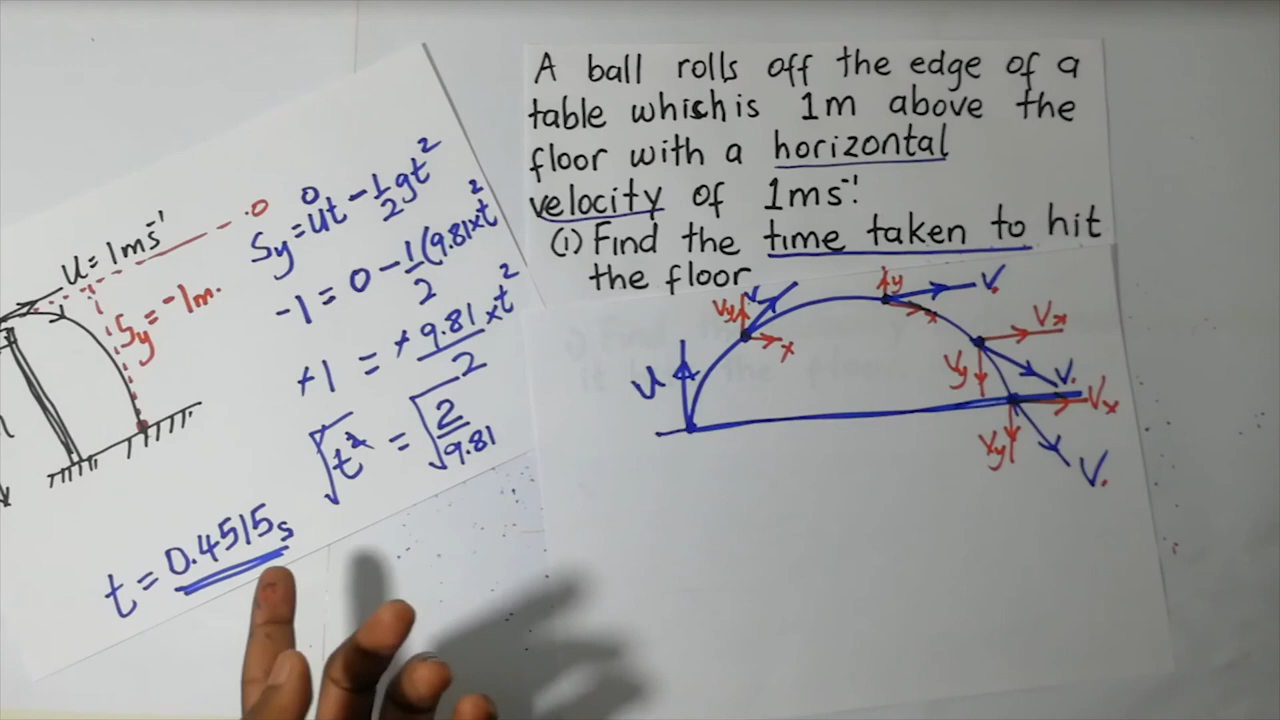 A ball rolls off the edge of a
table which is 1m above the
floor with a horizontal
velocity of 1ms⁻¹.
(1) Find the time taken to hit
the floor
u = 1ms⁻¹
0
Sy = -1m.
0
Sy = ut - 1/2 gt²
-1 = 0 - 1/2 (9.81×t²
+1 = +9.81/2 × t²
√t² = √2/9.81
t = 0.4515s
u
Vy
V
x
y
V.
x
Vx
Vy
V.
Vx
Vy
V.